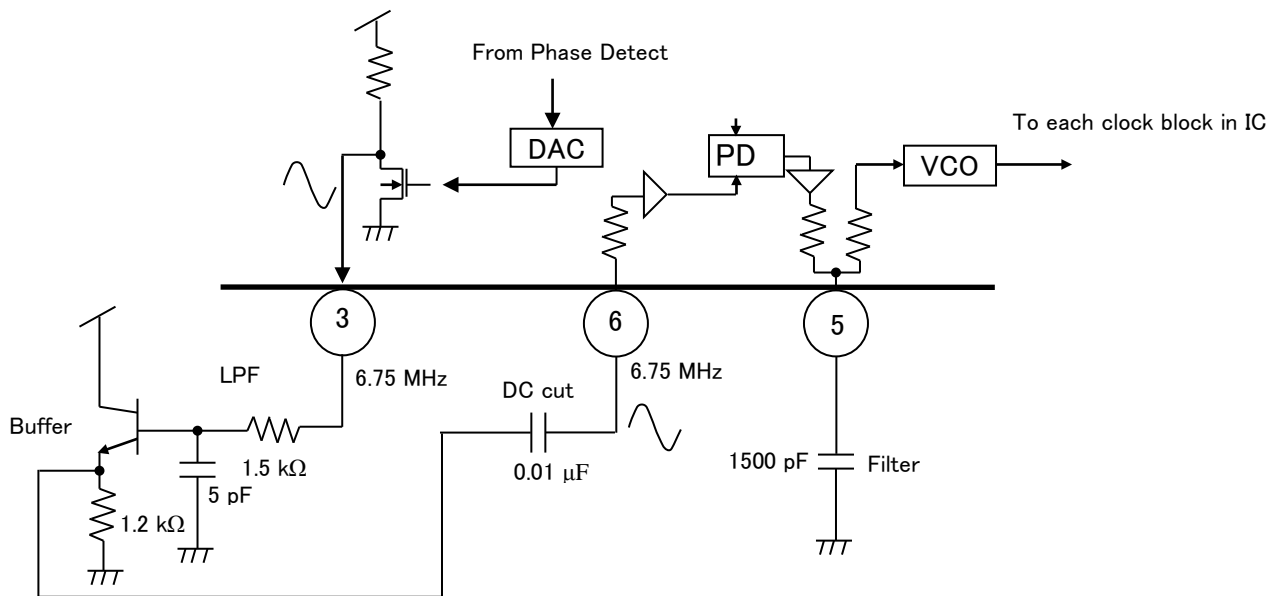 From Phase Detect
To each clock block in IC
DAC
PD
VCO
3
6
5
6.75 MHz
6.75 MHz
LPF
DC cut
Buffer
1.5 kΩ
5 pF
0.01 μF
1500 pF
Filter
1.2 kΩ